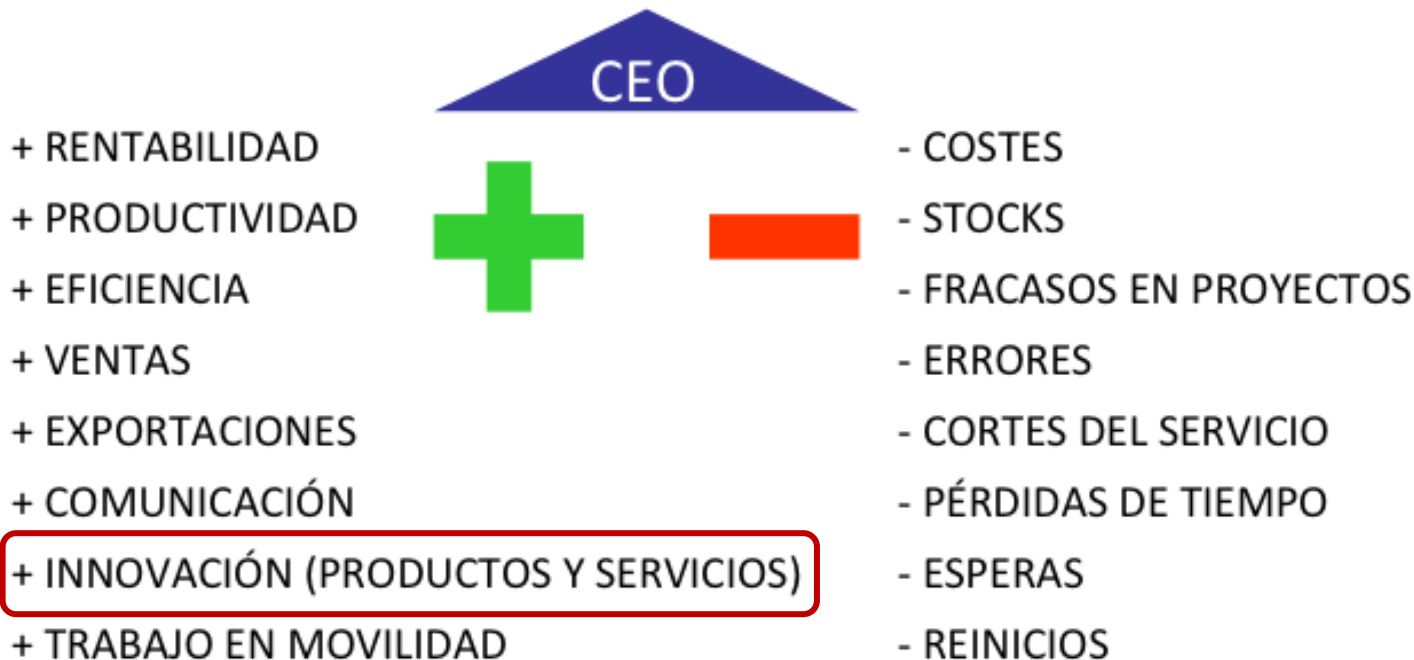 CEO
+ RENTABILIDAD
+ PRODUCTIVIDAD
+ EFICIENCIA
+ VENTAS
+ EXPORTACIONES
+ COMUNICACIÓN
+ INNOVACIÓN (PRODUCTOS Y SERVICIOS)
+ TRABAJO EN MOVILIDAD
- COSTES
- STOCKS
- FRACASOS EN PROYECTOS
- ERRORES
- CORTES DEL SERVICIO
- PÉRDIDAS DE TIEMPO
- ESPERAS
- REINICIOS